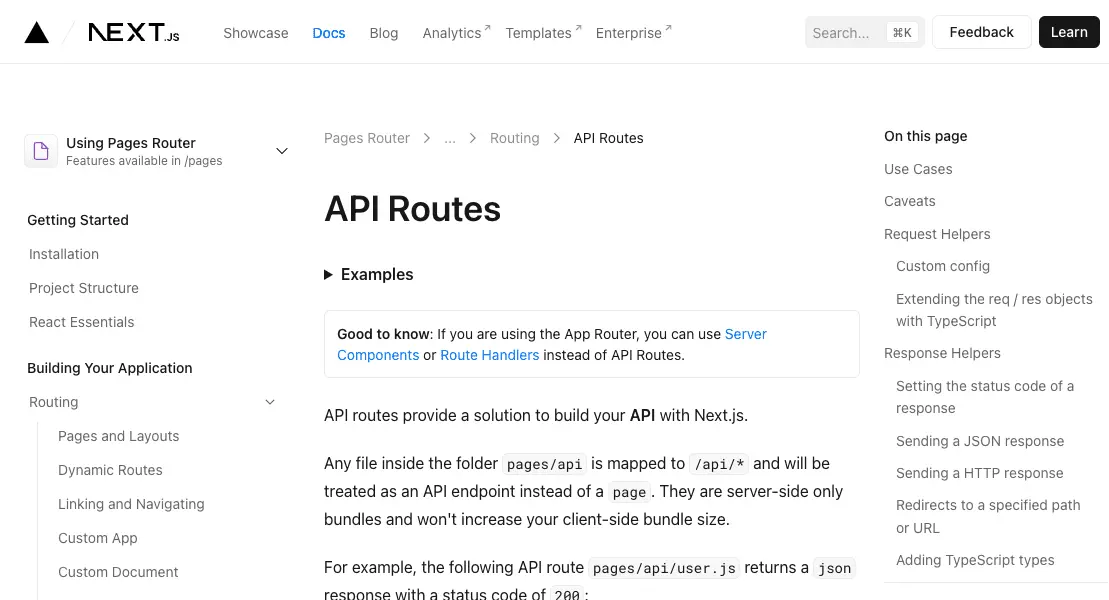 NEXT.JS
Showcase
Docs
Blog
Analytics
Templates
Enterprise
Search...
⌘K
Feedback
Learn
Using Pages Router
Features available in /pages
Getting Started
Installation
Project Structure
React Essentials
Building Your Application
Routing
Pages and Layouts
Dynamic Routes
Linking and Navigating
Custom App
Custom Document
Pages Router > ... > Routing > API Routes
API Routes
Examples
Good to know: If you are using the App Router, you can use Server
Components or Route Handlers instead of API Routes.
API routes provide a solution to build your API with Next.js.
Any file inside the folder pages/api is mapped to /api/* and will be
treated as an API endpoint instead of a page. They are server-side only
bundles and won't increase your client-side bundle size.
For example, the following API route pages/api/user.js returns a json
response with a status code of 200:
On this page
Use Cases
Caveats
Request Helpers
Custom config
Extending the req / res objects
with TypeScript
Response Helpers
Setting the status code of a
response
Sending a JSON response
Sending a HTTP response
Redirects to a specified path
or URL
Adding TypeScript types